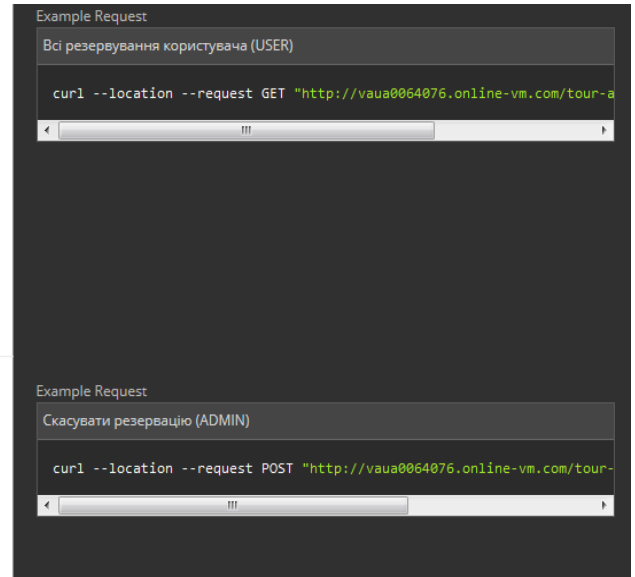 Example Request
Всі резервування користувача (USER)
curl --location --request GET "http://vaua0064076.online-vm.com/tour-a
Example Request
Скасувати резервацію (ADMIN)
curl --location --request POST "http://vaua0064076.online-vm.com/tour-